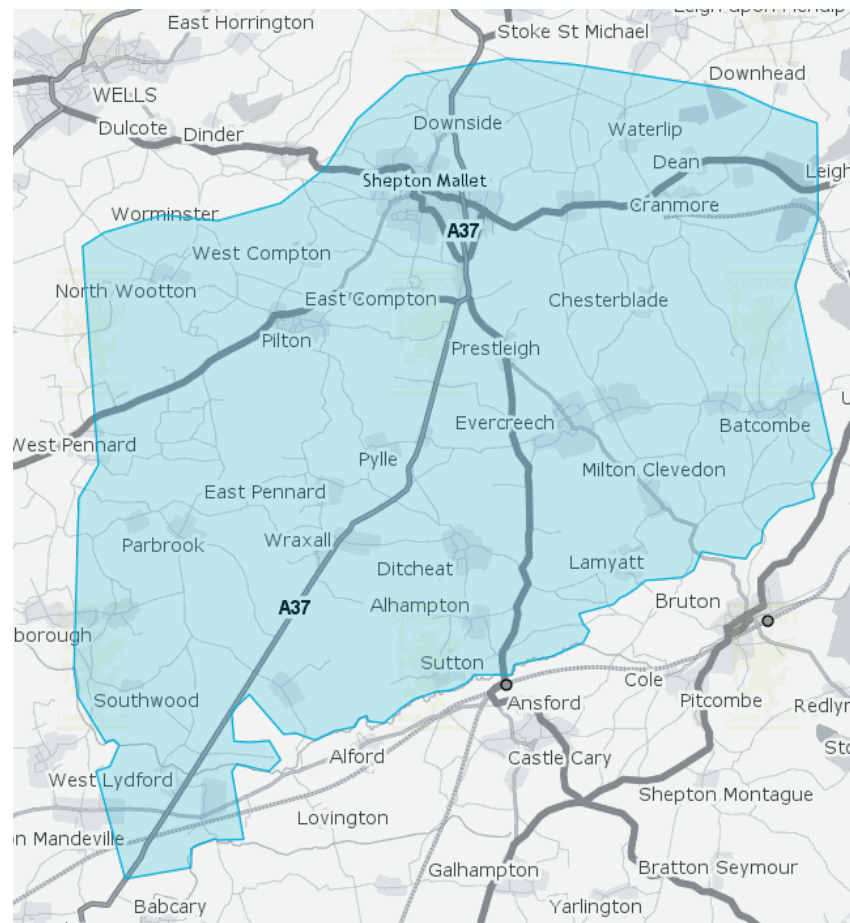 East Horrington
Stoke St Michael
Downhead
WELLS
Downside
Waterlip
Dulcote
Dinder
Dean
Leigh
Shepton Mallet
Worminster
Cranmore
A37
West Compton
North Wootton
East Compton
Chesterblade
Pilton
Prestleigh
Evercreech
Batcombe
West Pennard
Pylle
Milton Clevedon
East Pennard
Parbrook
Wraxall
Ditcheat
Lamyatt
A37
Alhampton
Bruton
borough
Sutton
Cole
Southwood
Ansford
Pitcombe
Redlyn
Alford
Castle Cary
Sto
West Lydford
Shepton Montague
Lovington
on Mandeville
Galhampton
Bratton Seymour
Babcary
Yarlington